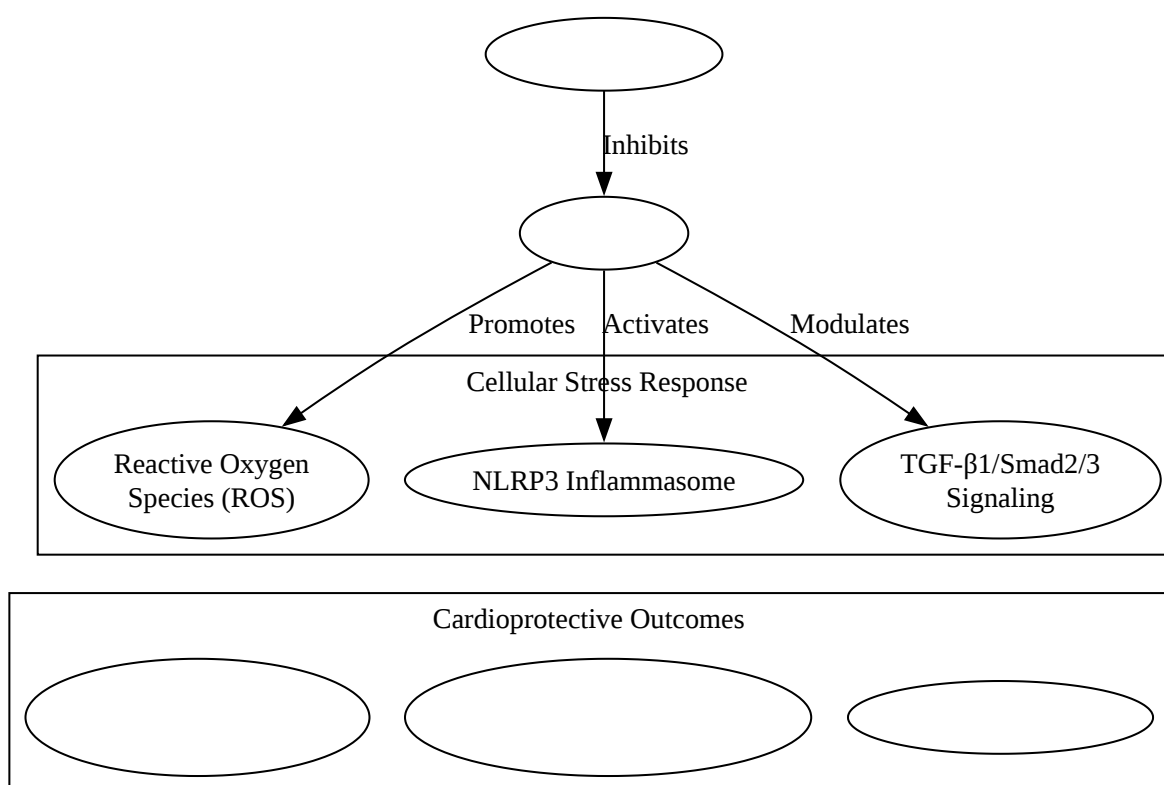 Inhibits
Promotes
Activates
Modulates
Cellular Stress Response
Reactive Oxygen
Species (ROS)
NLRP3 Inflammasome
TGF-β1/Smad2/3
Signaling
Cardioprotective Outcomes